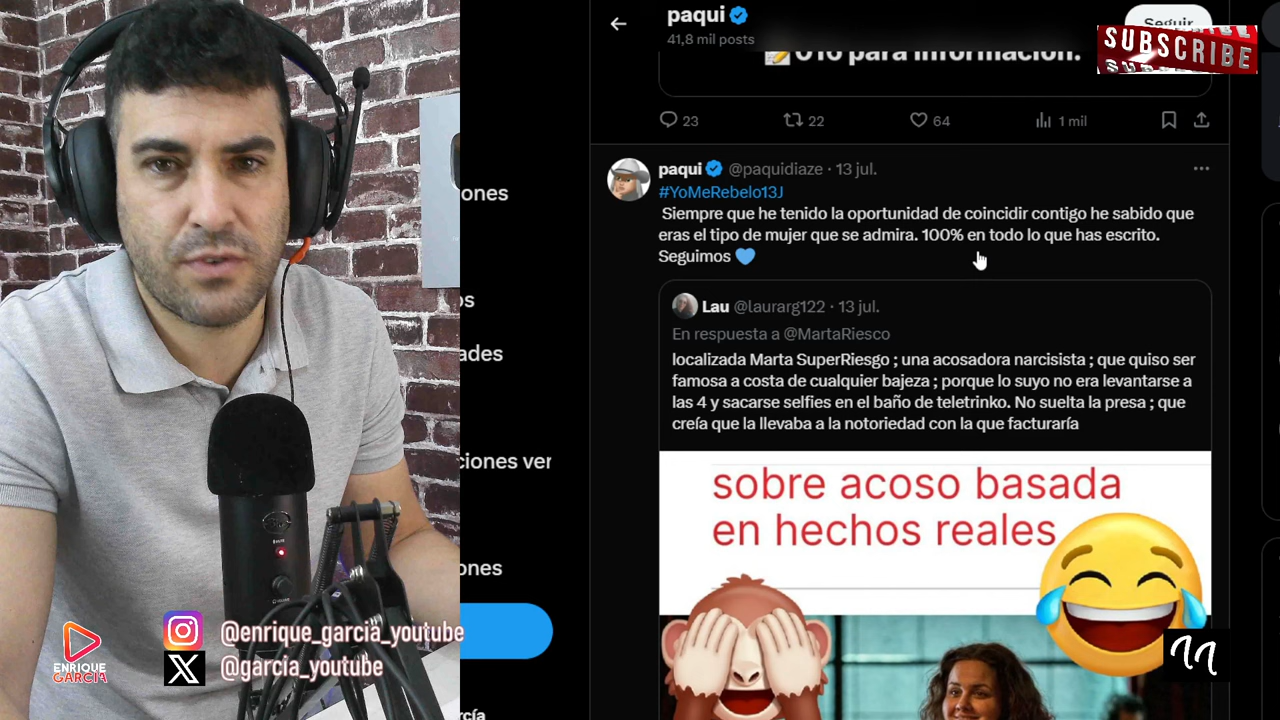 paqui
41,8 mil posts
Seguir
SUBSCRIBE
📝 016 para información.
23
22
64
1 mil
paqui @paquidiaze · 13 jul.
#YoMeRebelo13J
Siempre que he tenido la oportunidad de coincidir contigo he sabido que
eras el tipo de mujer que se admira. 100% en todo lo que has escrito.
Seguimos 💙
Lau @laurarg122 · 13 jul.
En respuesta a @MartaRiesco
localizada Marta SuperRiesgo ; una acosadora narcisista ; que quiso ser
famosa a costa de cualquier bajeza ; porque lo suyo no era levantarse a
las 4 y sacarse selfies en el baño de teletrinko. No suelta la presa ; que
creía que la llevaba a la notoriedad con la que facturaría
sobre acoso basada
en hechos reales
ones
os
ades
ciones ver
ones
rcía
ENRIQUE
GARCIA
@enrique_garcia_youtube
@garcia_youtube